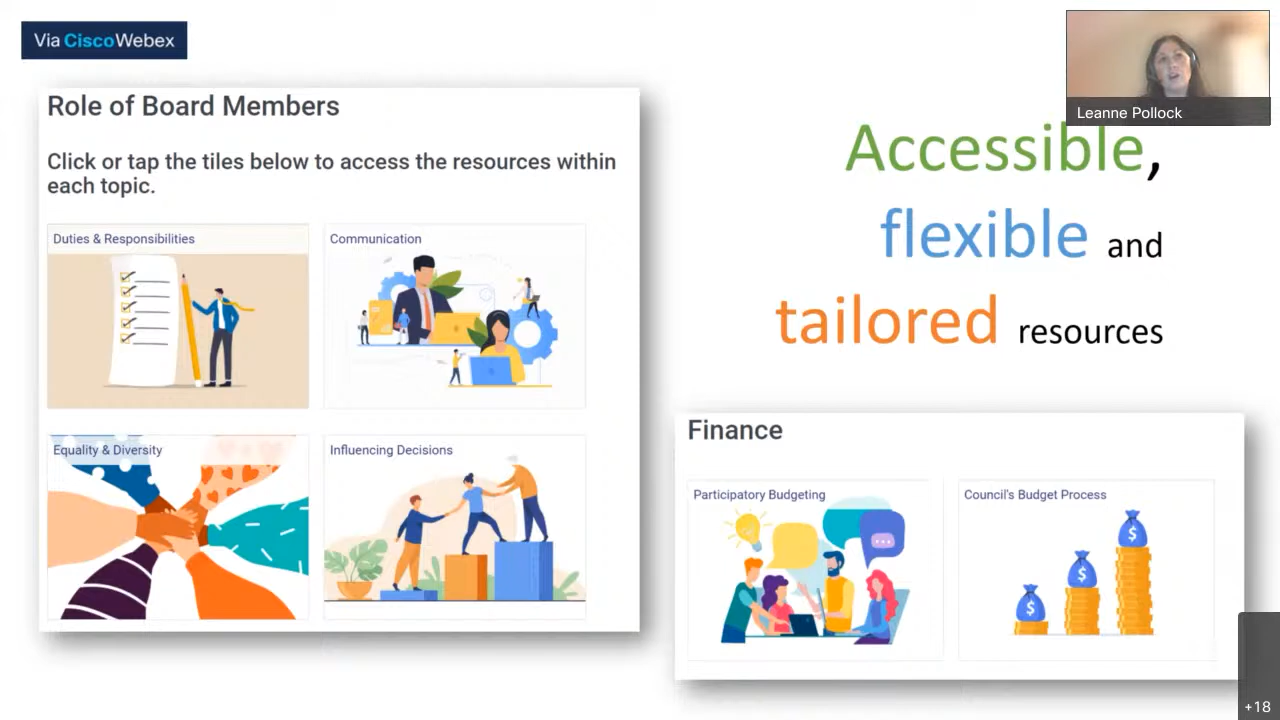 Via CiscoWebex
Leanne Pollock
Role of Board Members
Click or tap the tiles below to access the resources within
each topic.
Duties & Responsibilities
Communication
Equality & Diversity
Influencing Decisions
Accessible,
flexible and
tailored resources
Finance
Participatory Budgeting
Council's Budget Process
$
$
$
+18